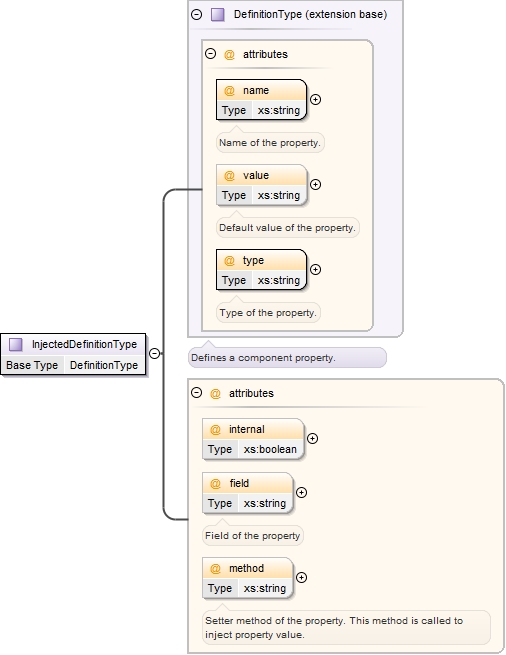 DefinitionType (extension base)
@ attributes
@ name
Type xs:string
Name of the property.
@ value
Type xs:string
Default value of the property.
@ type
Type xs:string
Type of the property.
InjectedDefinitionType
Base Type DefinitionType
Defines a component property.
@ attributes
@ internal
Type xs:boolean
@ field
Type xs:string
Field of the property
@ method
Type xs:string
Setter method of the property. This method is called to
inject property value.